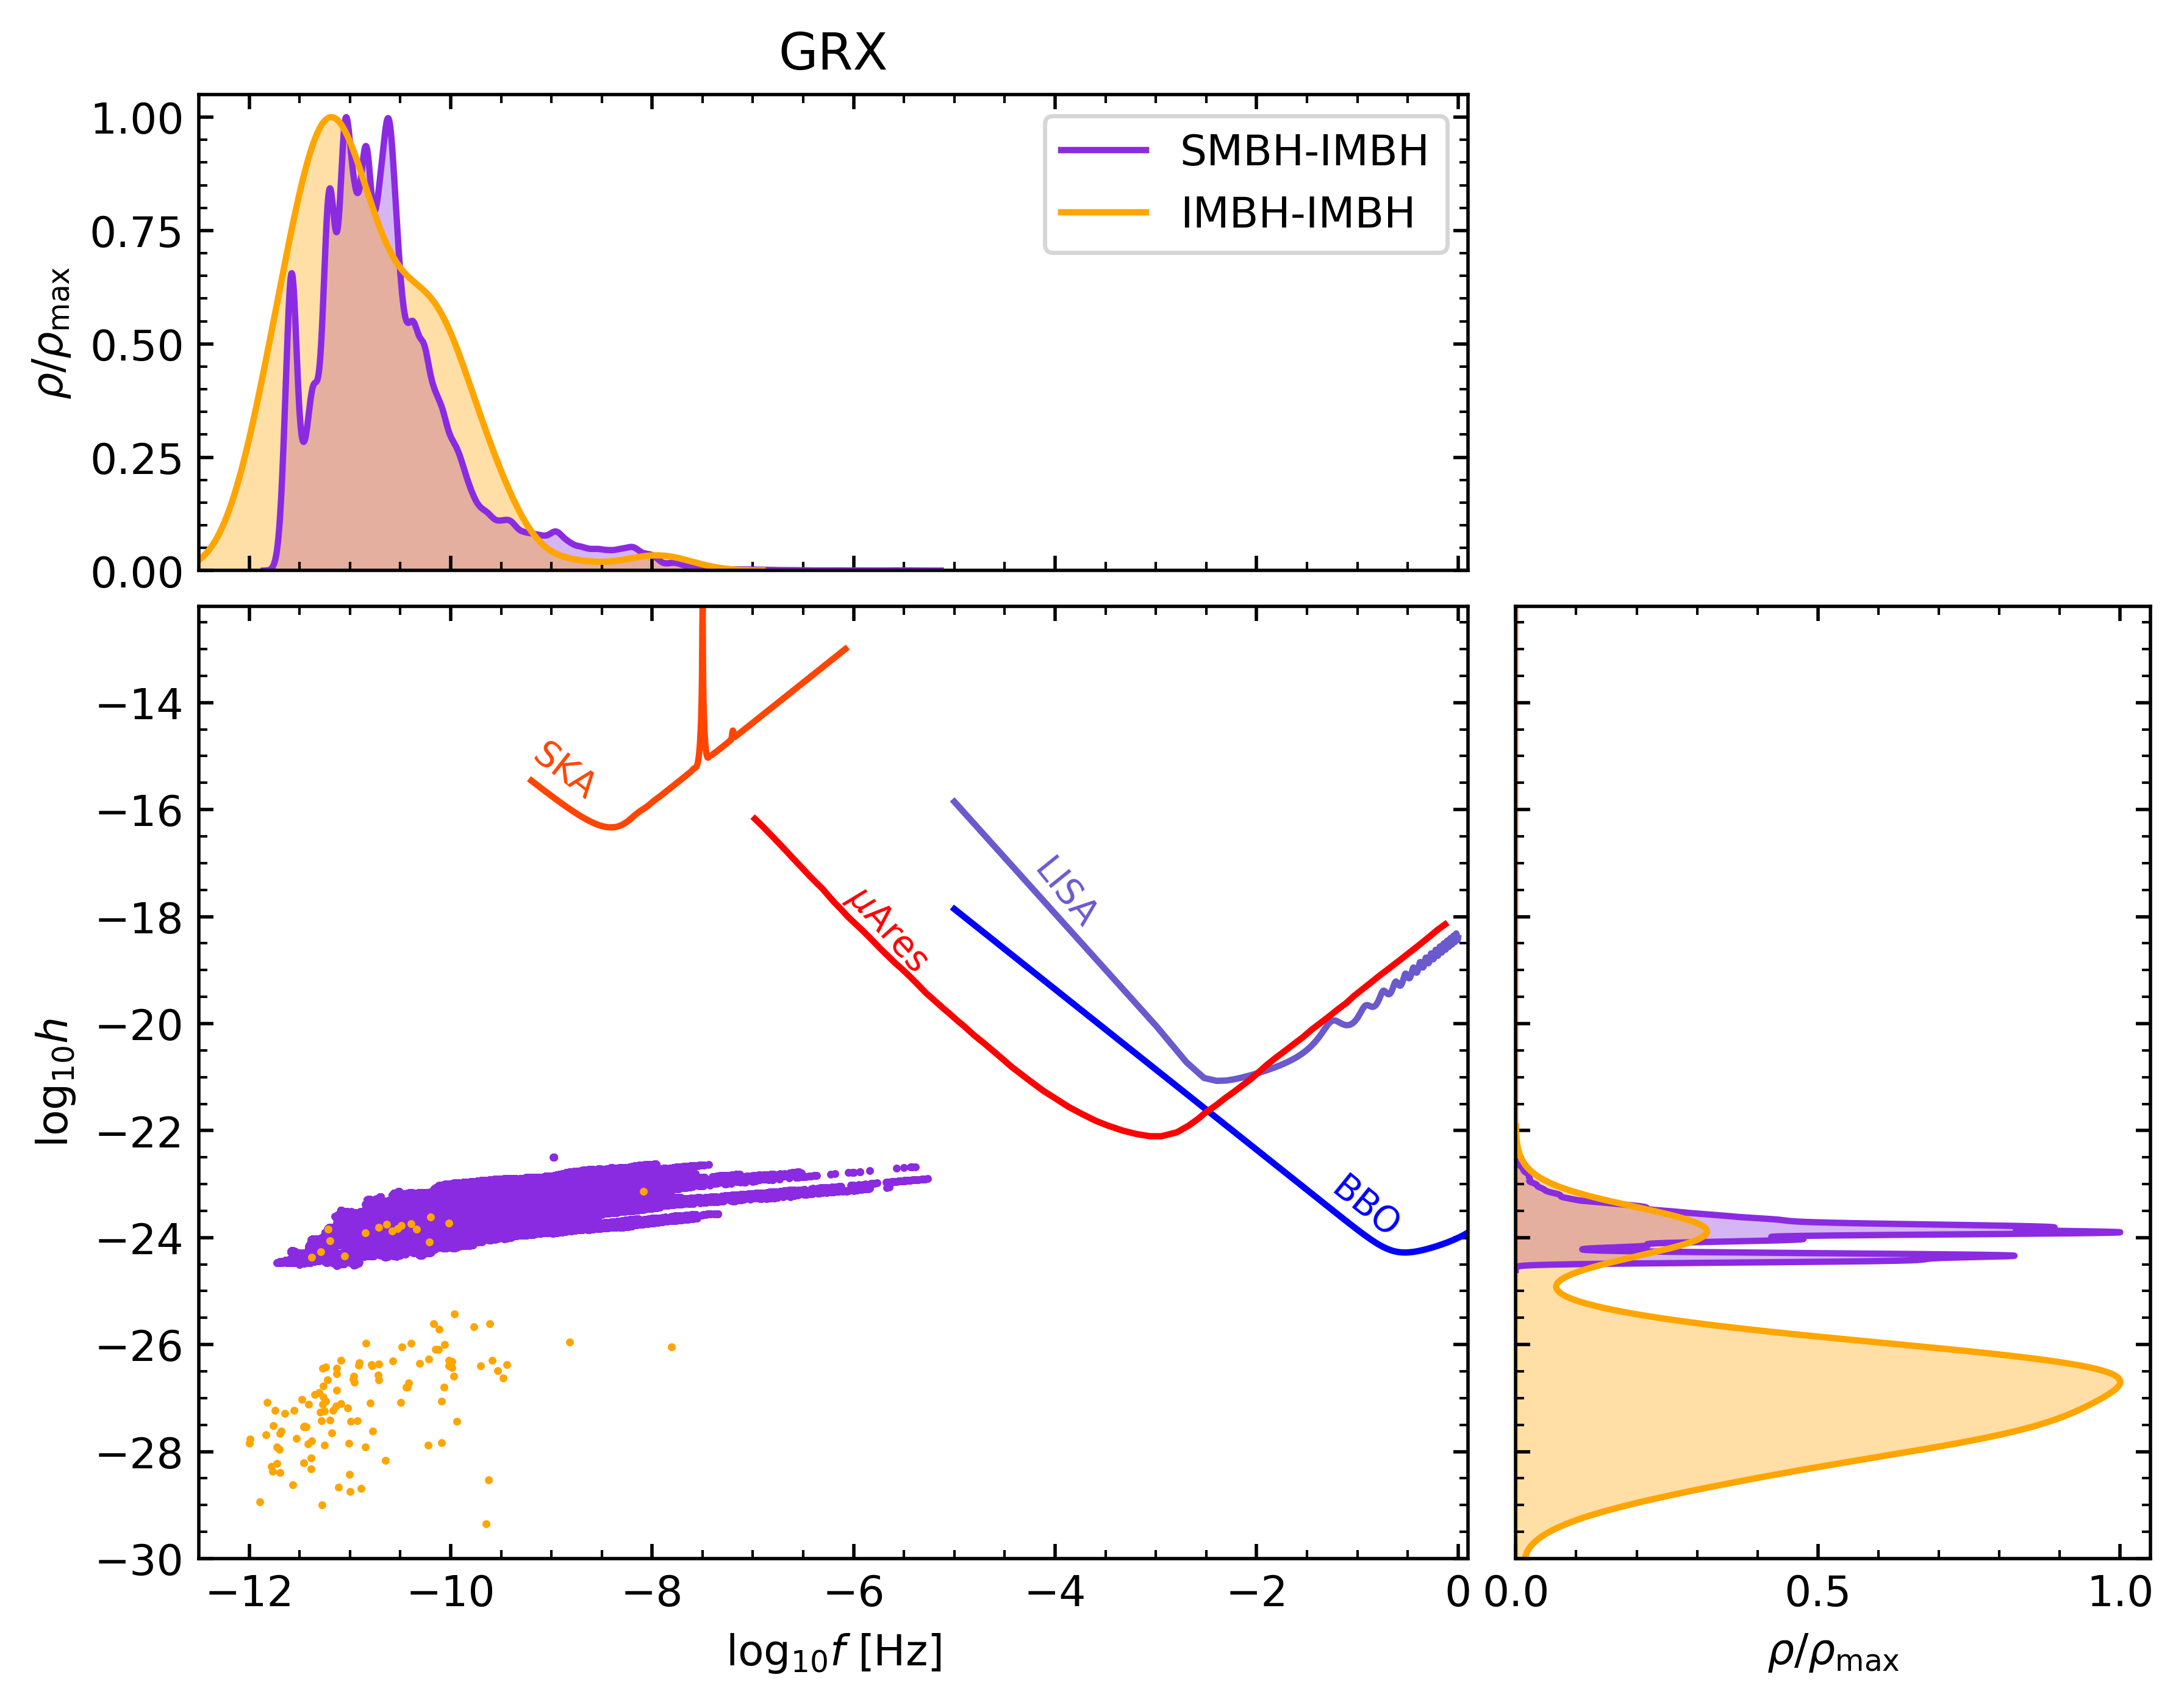 GRX
1.00
0.75
0.50
0.25
0.00
ρ/ρmax
SMBH-IMBH
IMBH-IMBH
−14
−16
−18
−20
−22
−24
−26
−28
−30
log10h
SKA
μAres
LISA
BBO
−12 −10 −8 −6 −4 −2 0
log10f [Hz]
0.0 0.5 1.0
ρ/ρmax